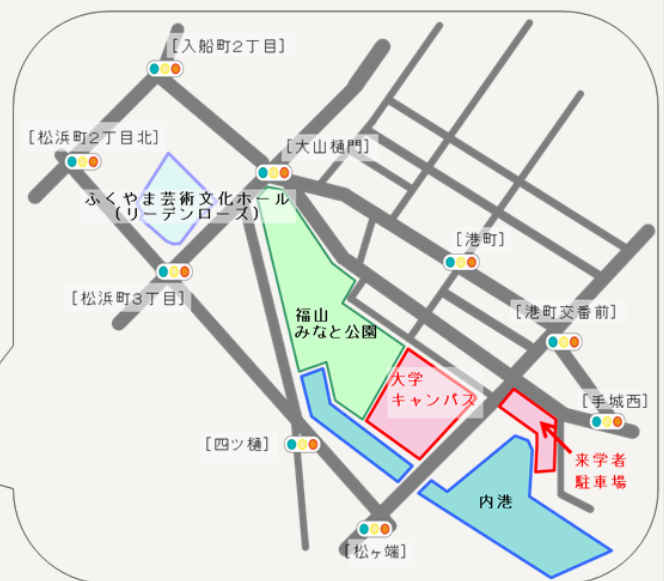 [入船町2丁目]
[松浜町2丁目北]
[大山樋門]
ふくやま芸術文化ホール
(リーデンローズ)
[港町]
[松浜町3丁目]
福山
みなと公園
[港町交番前]
大学
キャンパス
[手城西]
[四ツ樋]
来学者
駐車場
内港
[松ヶ端]